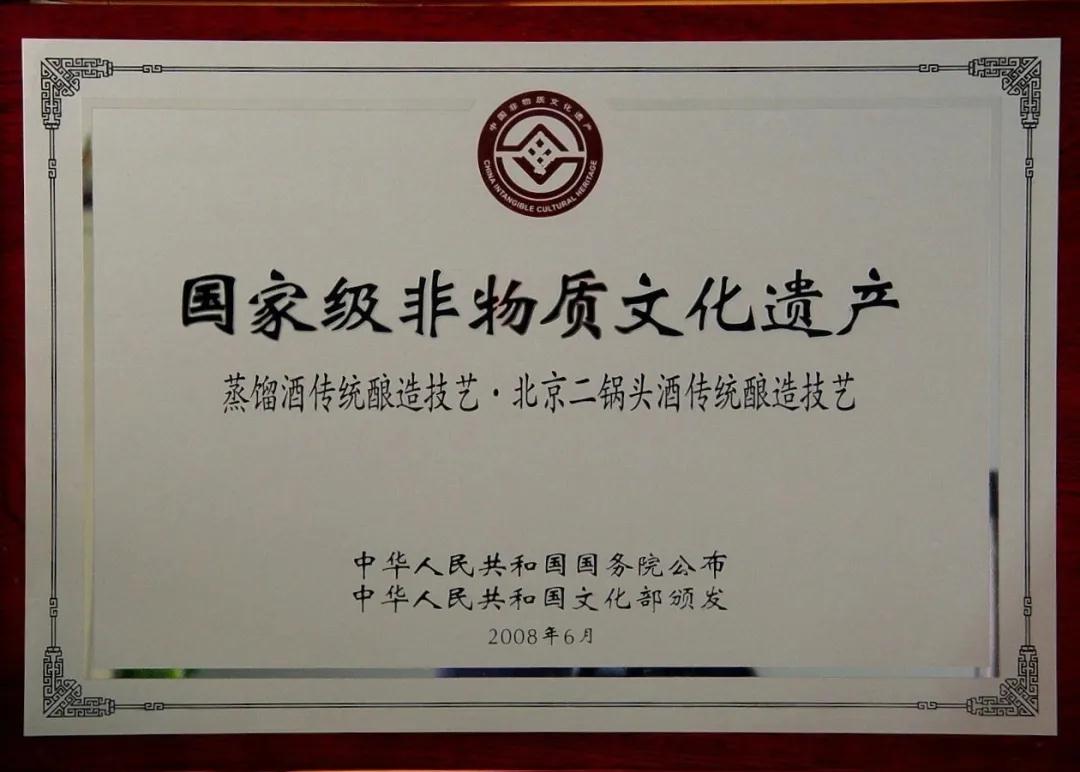 中国非物质文化遗产
CHINA INTANGIBLE CULTURAL HERITAGE
国家级非物质文化遗产
蒸馏酒传统酿造技艺·北京二锅头酒传统酿造技艺
中华人民共和国国务院公布
中华人民共和国文化部颁发
2008年6月